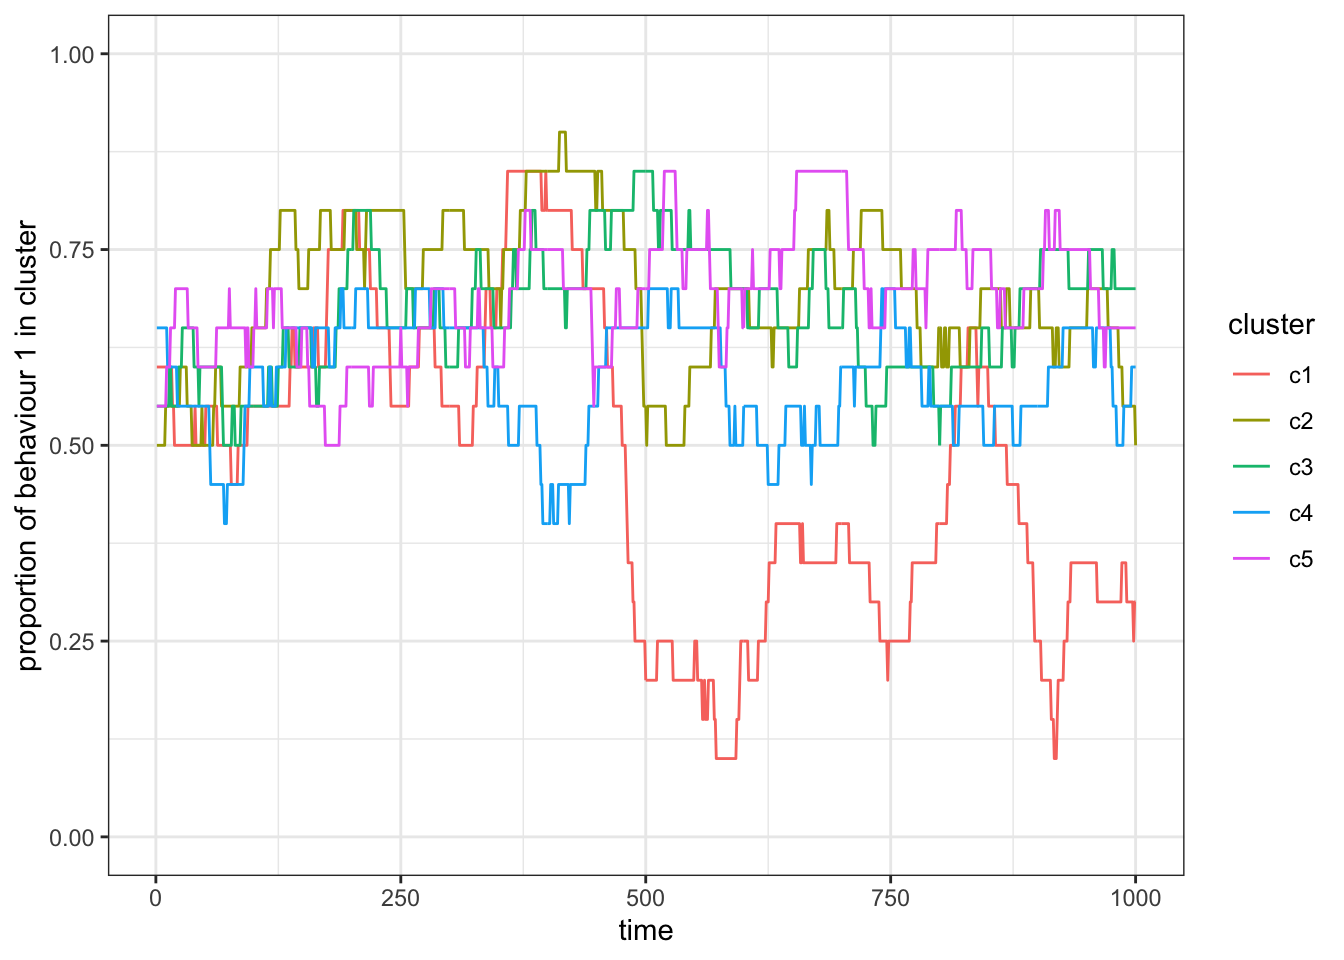 1.00
0.75
0.50
0.25
0.00
proportion of behaviour 1 in cluster
0 250 500 750 1000
time
cluster
c1
c2
c3
c4
c5